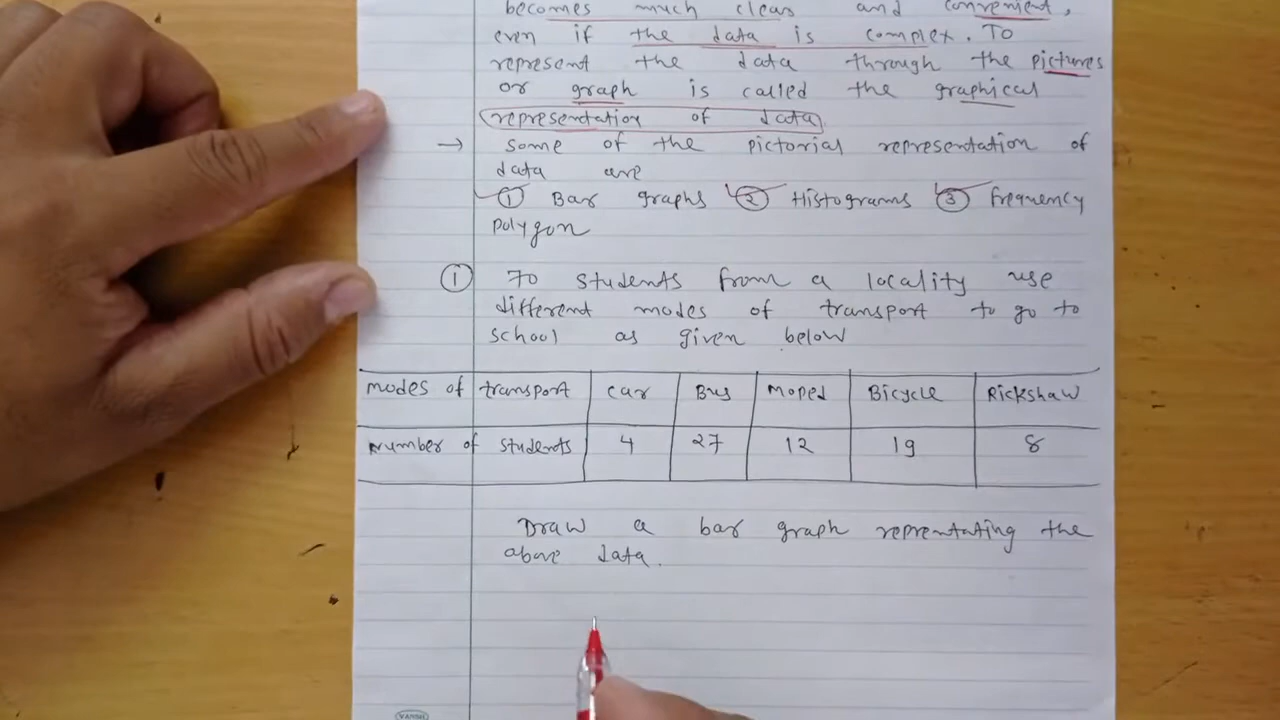 becomes much clear and convenient,
even if the data is complex. To
represent the data through the pictures
or graph is called the graphical
representation of data
→ Some of the pictorial representation of
data are
① Bar graphs ② Histograms ③ frequency
polygon
① 70 students from a locality use
different modes of transport to go to
school as given below
modes of transport Car Bus Moped Bicycle Rickshaw
Number of students 4 27 12 19 8
Draw a bar graph reprentating the
above data.